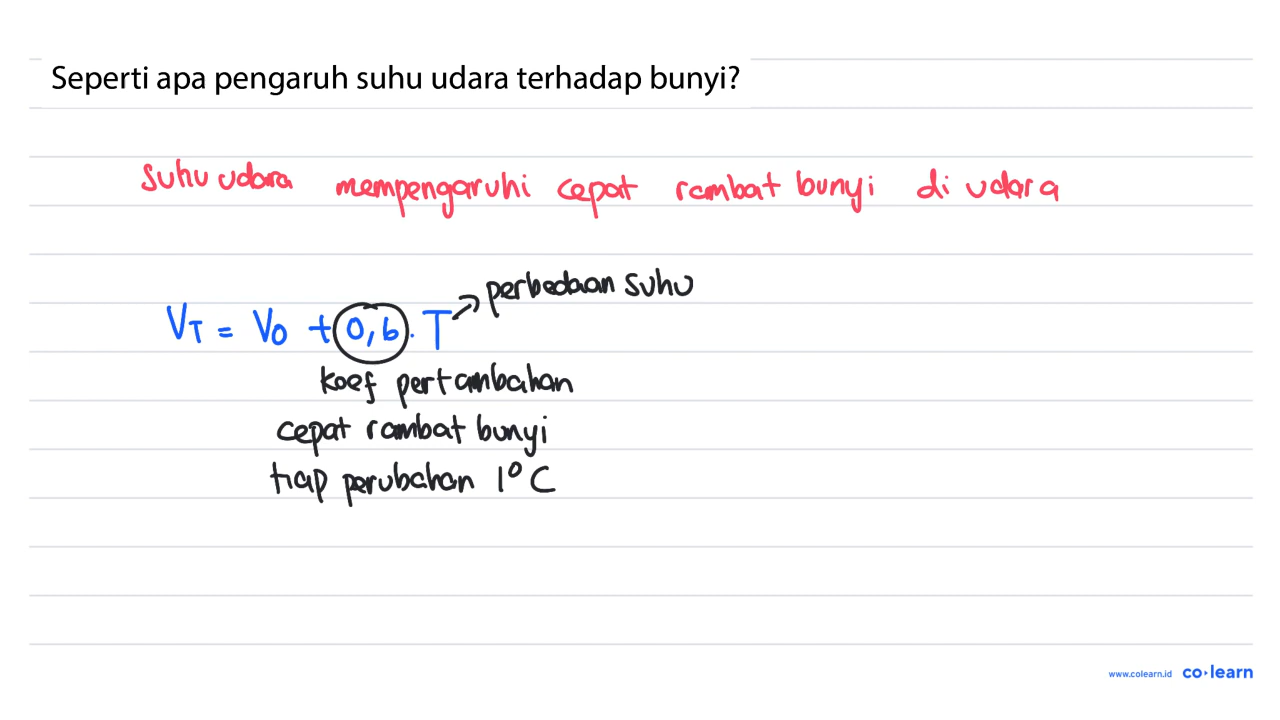 Seperti apa pengaruh suhu udara terhadap bunyi?
suhu udara mempengaruhi cepat rambat bunyi di udara
perbedaan suhu
VT = V0 + 0,6 . T
koef pertambahan
cepat rambat bunyi
tiap perubahan 1°C
www.colearn.id co·learn